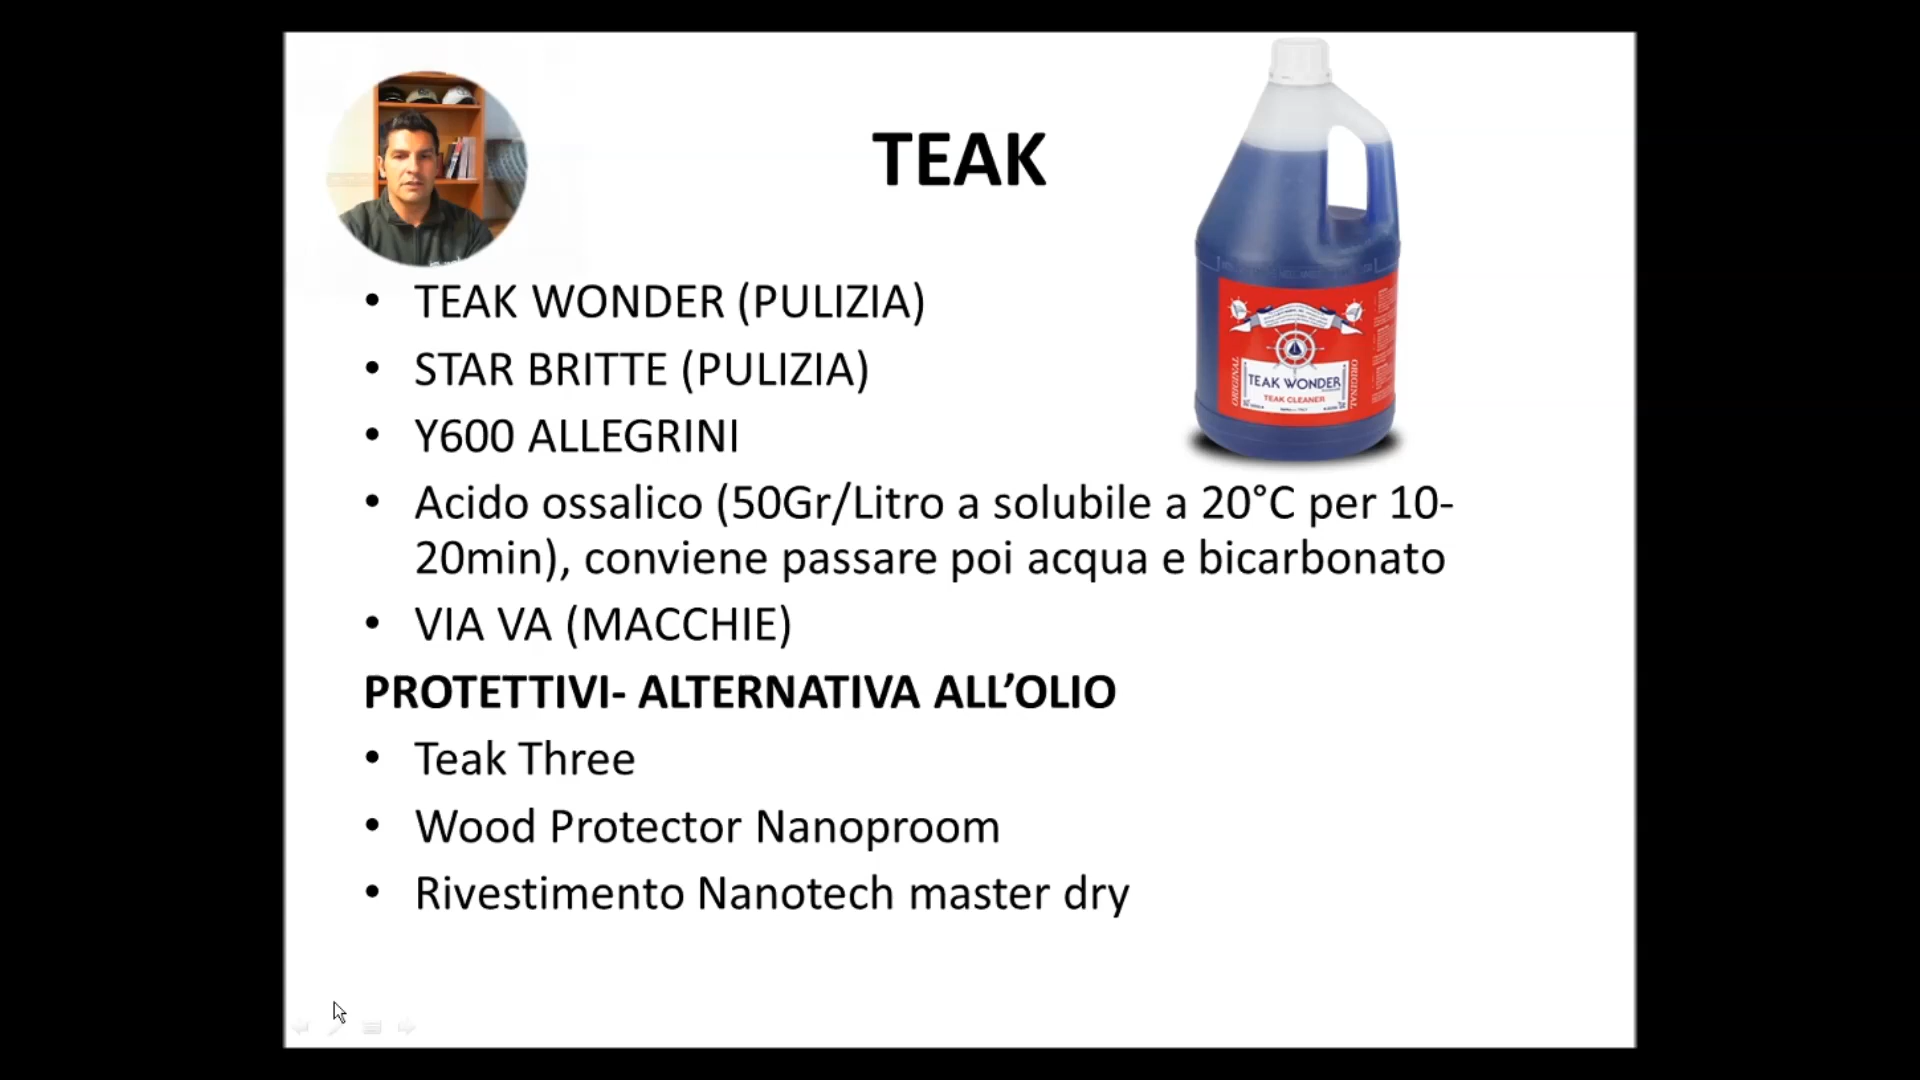 TEAK
• TEAK WONDER (PULIZIA)
• STAR BRITTE (PULIZIA)
• Y600 ALLEGRINI
• Acido ossalico (50Gr/Litro a solubile a 20°C per 10-
20min), conviene passare poi acqua e bicarbonato
• VIA VA (MACCHIE)
PROTETTIVI- ALTERNATIVA ALL’OLIO
• Teak Three
• Wood Protector Nanoproom
• Rivestimento Nanotech master dry
ORIGINAL
TEAK WONDER
TEAK CLEANER
ORIGINAL